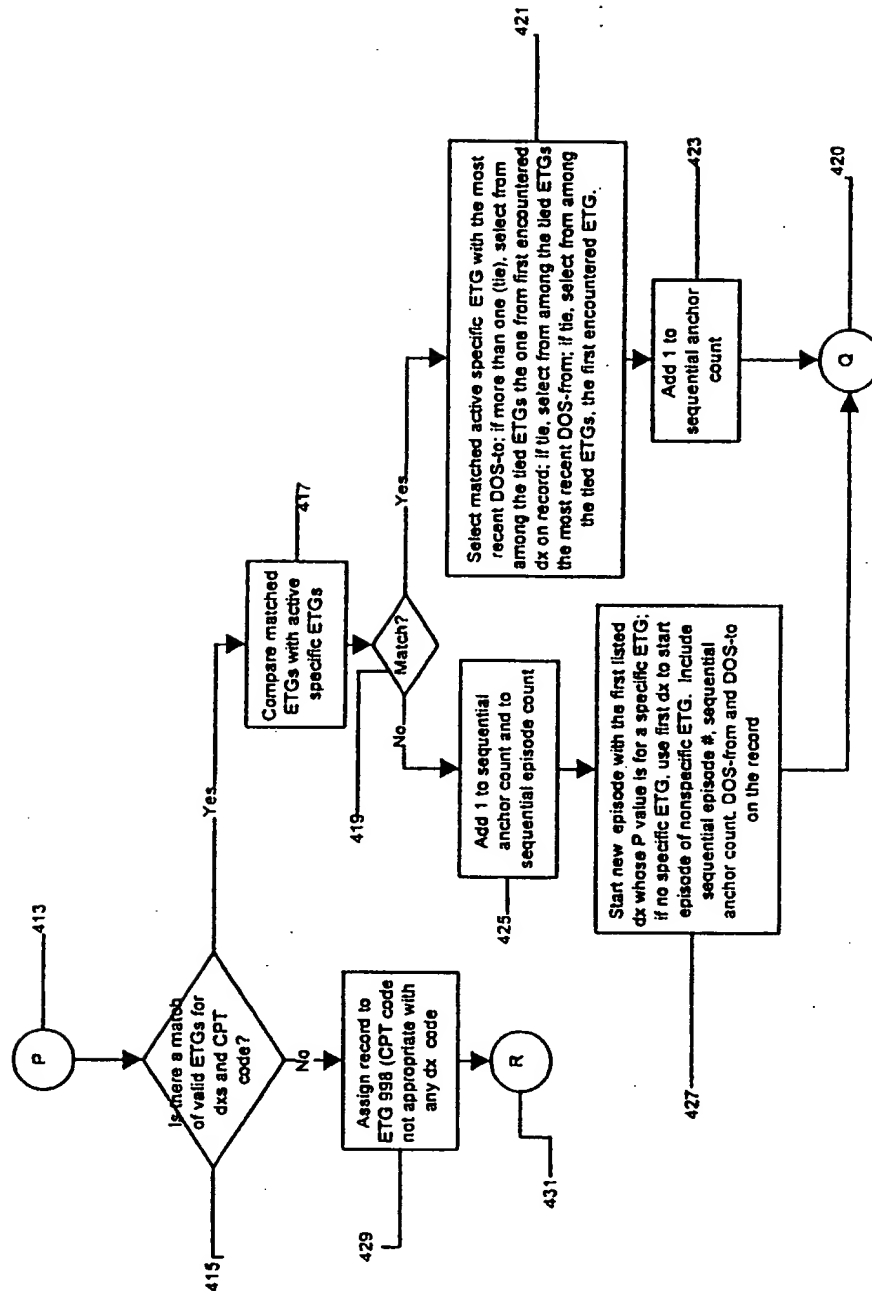 P
413
Is there a match
of valid ETGs for
dxs and CPT
code?
415
Yes
No
Compare matched
ETGs with active
specific ETGs
417
Match?
419
Yes
No
Select matched active specific ETG with the most
recent DOS-to; if more than one (tie), select from
among the tied ETGs the one from first encountered
dx on record; if tie, select from among the tied ETGs
the most recent DOS-from; if tie, select from among
the tied ETGs, the first encountered ETG.
421
Add 1 to
sequential anchor
count
423
Add 1 to sequential
anchor count and to
sequential episode count
425
Start new episode with the first listed
dx whose P value is for a specific ETG;
if no specific ETG, use first dx to start
episode of nonspecific ETG. Include
sequential episode #, sequential
anchor count, DOS-from and DOS-to
on the record
427
Assign record to
ETG 998 (CPT code
not appropriate with
any dx code
429
R
431
Q
420